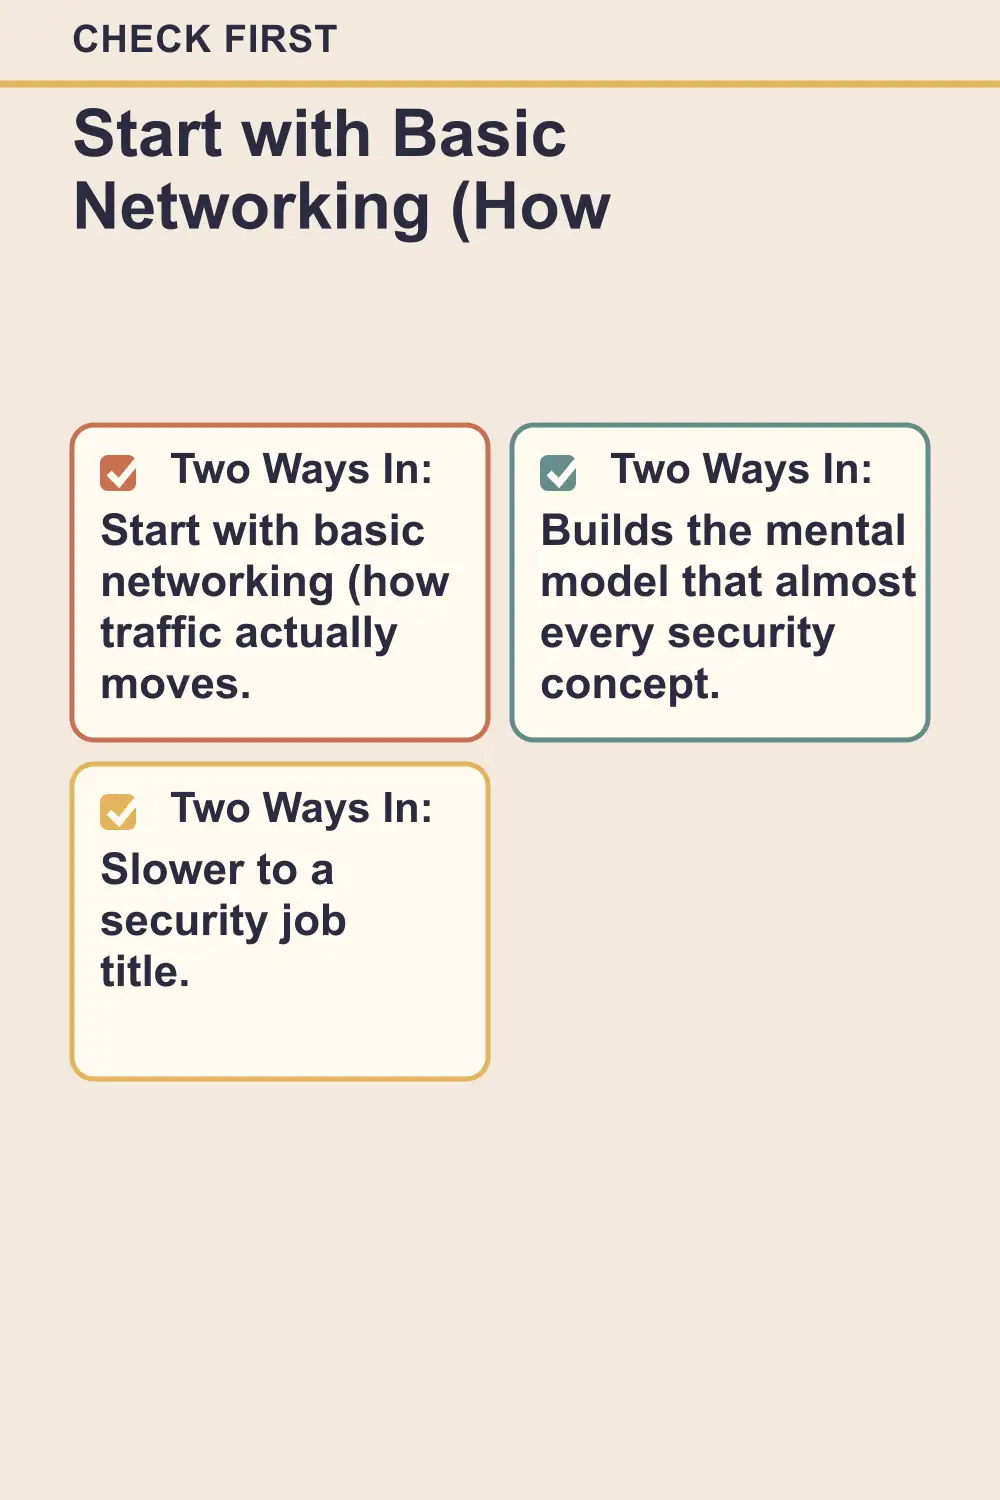 CHECK FIRST
Start with Basic
Networking (How
Two Ways In:
Start with basic
networking (how
traffic actually
moves.
Two Ways In:
Builds the mental
model that almost
every security
concept.
Two Ways In:
Slower to a
security job
title.